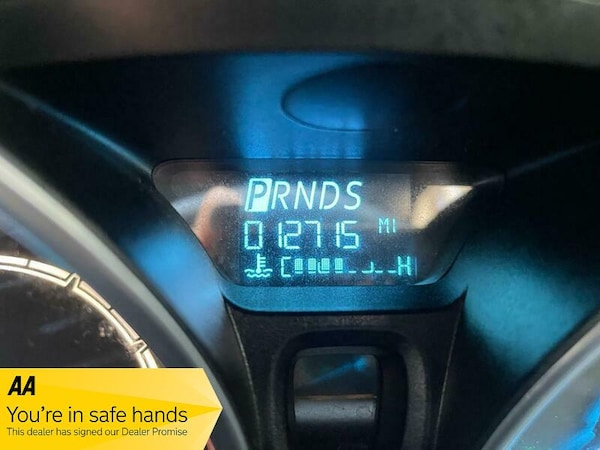 PRNDS
012715 MI
C H
AA
You're in safe hands
This dealer has signed our Dealer Promise